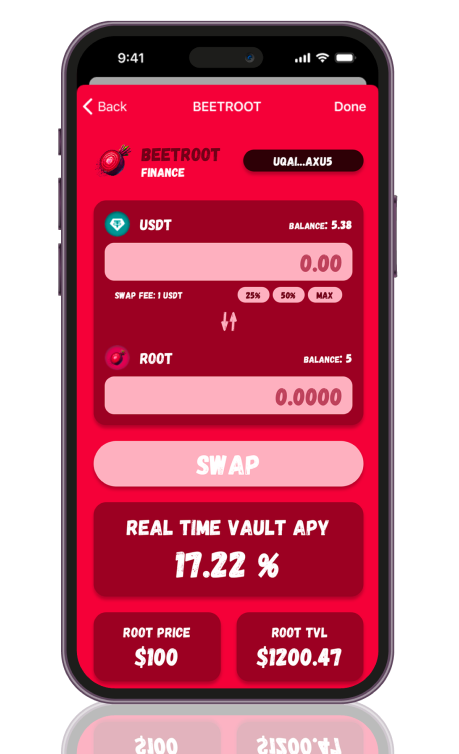 9:41
Back BEETROOT Done
BEETROOT
FINANCE
UQAI...AXU5
USDT BALANCE: 5.38
0.00
SWAP FEE: 1 USDT 25% 50% MAX
ROOT BALANCE: 5
0.0000
SWAP
REAL TIME VAULT APY
17.22 %
ROOT PRICE ROOT TVL
$100 $1200.47